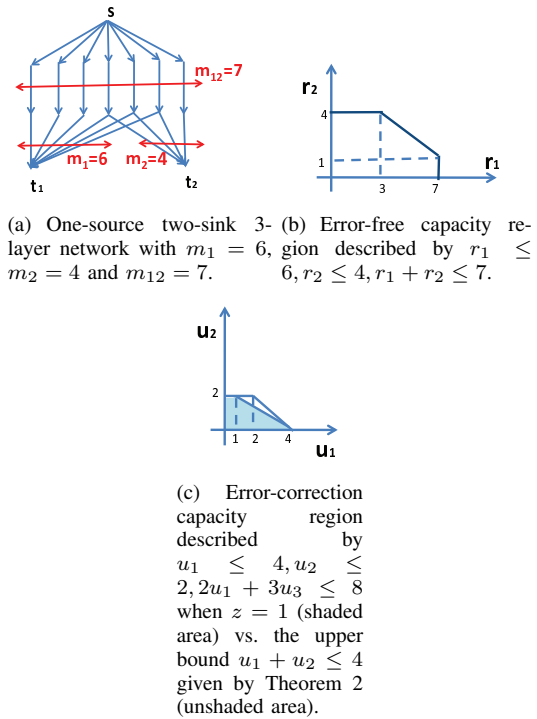 s
m12=7
m1=6 m2=4
t1 t2
r2
4
1
r1
3 7
(a) One-source two-sink 3-
layer network with m1 = 6,
m2 = 4 and m12 = 7.
(b) Error-free capacity re-
gion described by r1 ≤
6, r2 ≤ 4, r1 + r2 ≤ 7.
u2
2
1 2 4
u1
(c) Error-correction
capacity region
described by
u1 ≤ 4, u2 ≤
2, 2u1 + 3u3 ≤ 8
when z = 1 (shaded
area) vs. the upper
bound u1 + u2 ≤ 4
given by Theorem 2
(unshaded area).